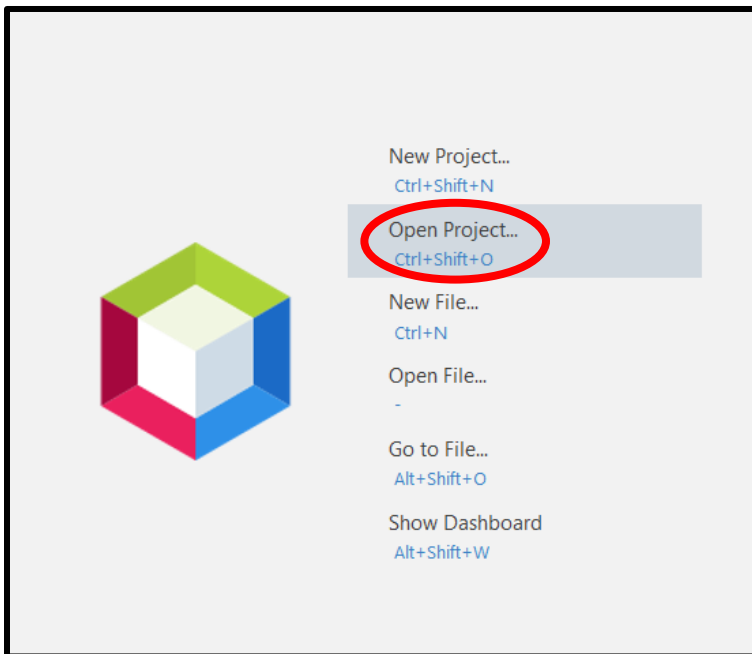 New Project...
Ctrl+Shift+N
Open Project...
Ctrl+Shift+O
New File...
Ctrl+N
Open File...
-
Go to File...
Alt+Shift+O
Show Dashboard
Alt+Shift+W